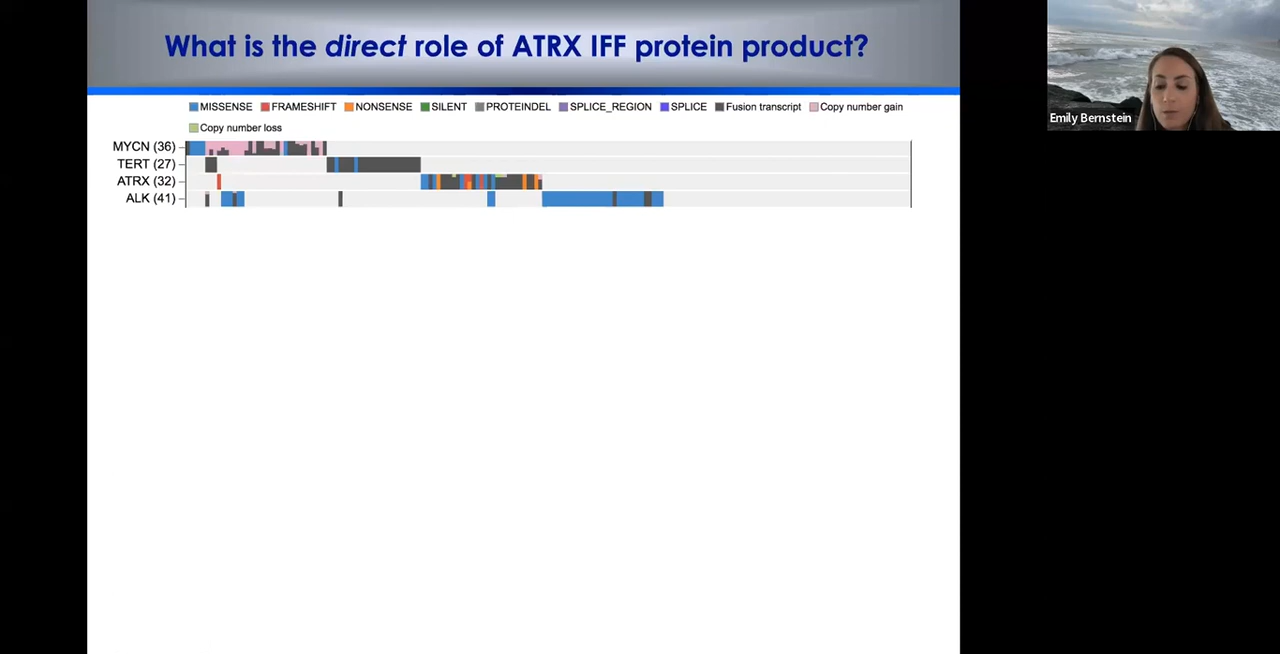 What is the direct role of ATRX IFF protein product?
MISSENSE FRAMESHIFT NONSENSE SILENT PROTEINDEL SPLICE_REGION SPLICE Fusion transcript Copy number gain
Copy number loss
MYCN (36)
TERT (27)
ATRX (32)
ALK (41)
Emily Bernstein